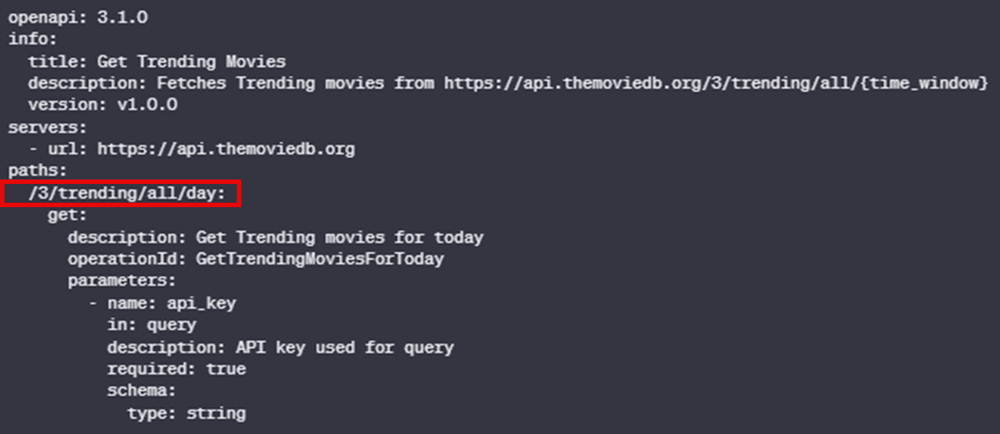 openapi: 3.1.0
info:
  title: Get Trending Movies
  description: Fetches Trending movies from https://api.themoviedb.org/3/trending/all/{time_window}
  version: v1.0.0
servers:
  - url: https://api.themoviedb.org
paths:
  /3/trending/all/day:
    get:
      description: Get Trending movies for today
      operationId: GetTrendingMoviesForToday
      parameters:
        - name: api_key
          in: query
          description: API key used for query
          required: true
          schema:
            type: string